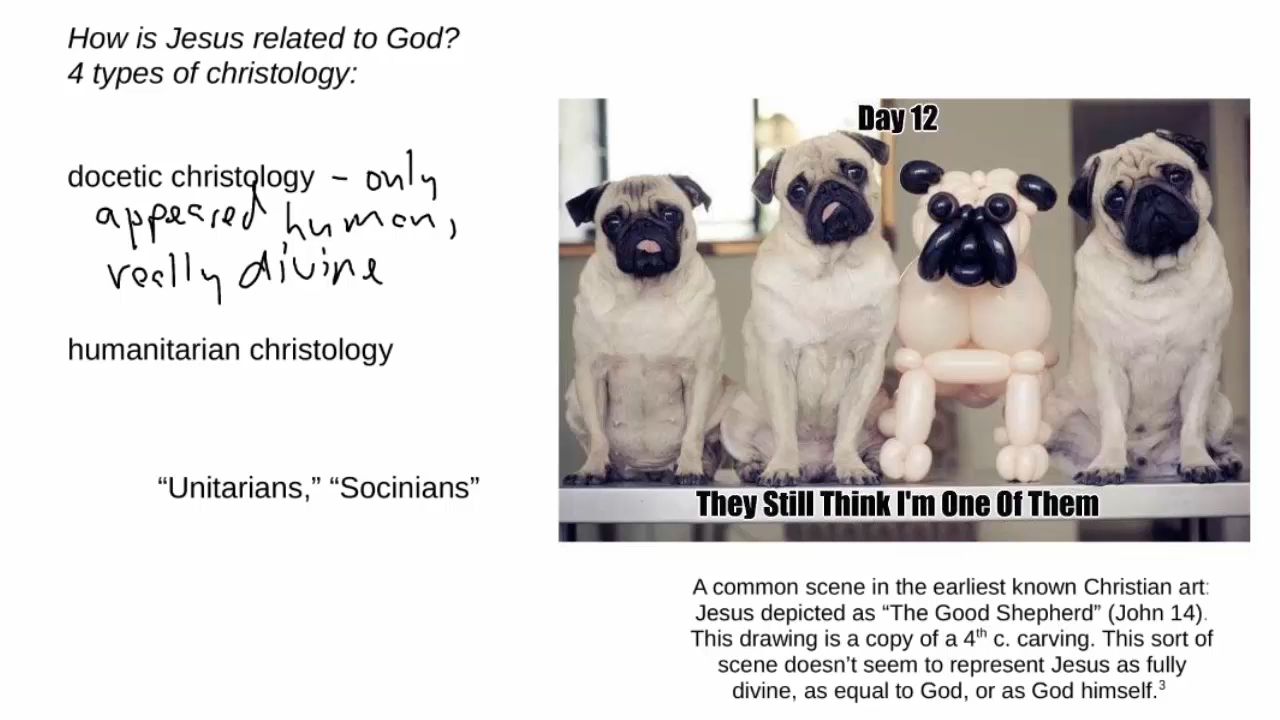 How is Jesus related to God?
4 types of christology:
docetic christology – only
appeared human,
really divine
humanitarian christology
“Unitarians,” “Socinians”
Day 12
They Still Think I'm One Of Them
A common scene in the earliest known Christian art:
Jesus depicted as “The Good Shepherd” (John 14).
This drawing is a copy of a 4th c. carving. This sort of
scene doesn’t seem to represent Jesus as fully
divine, as equal to God, or as God himself.3